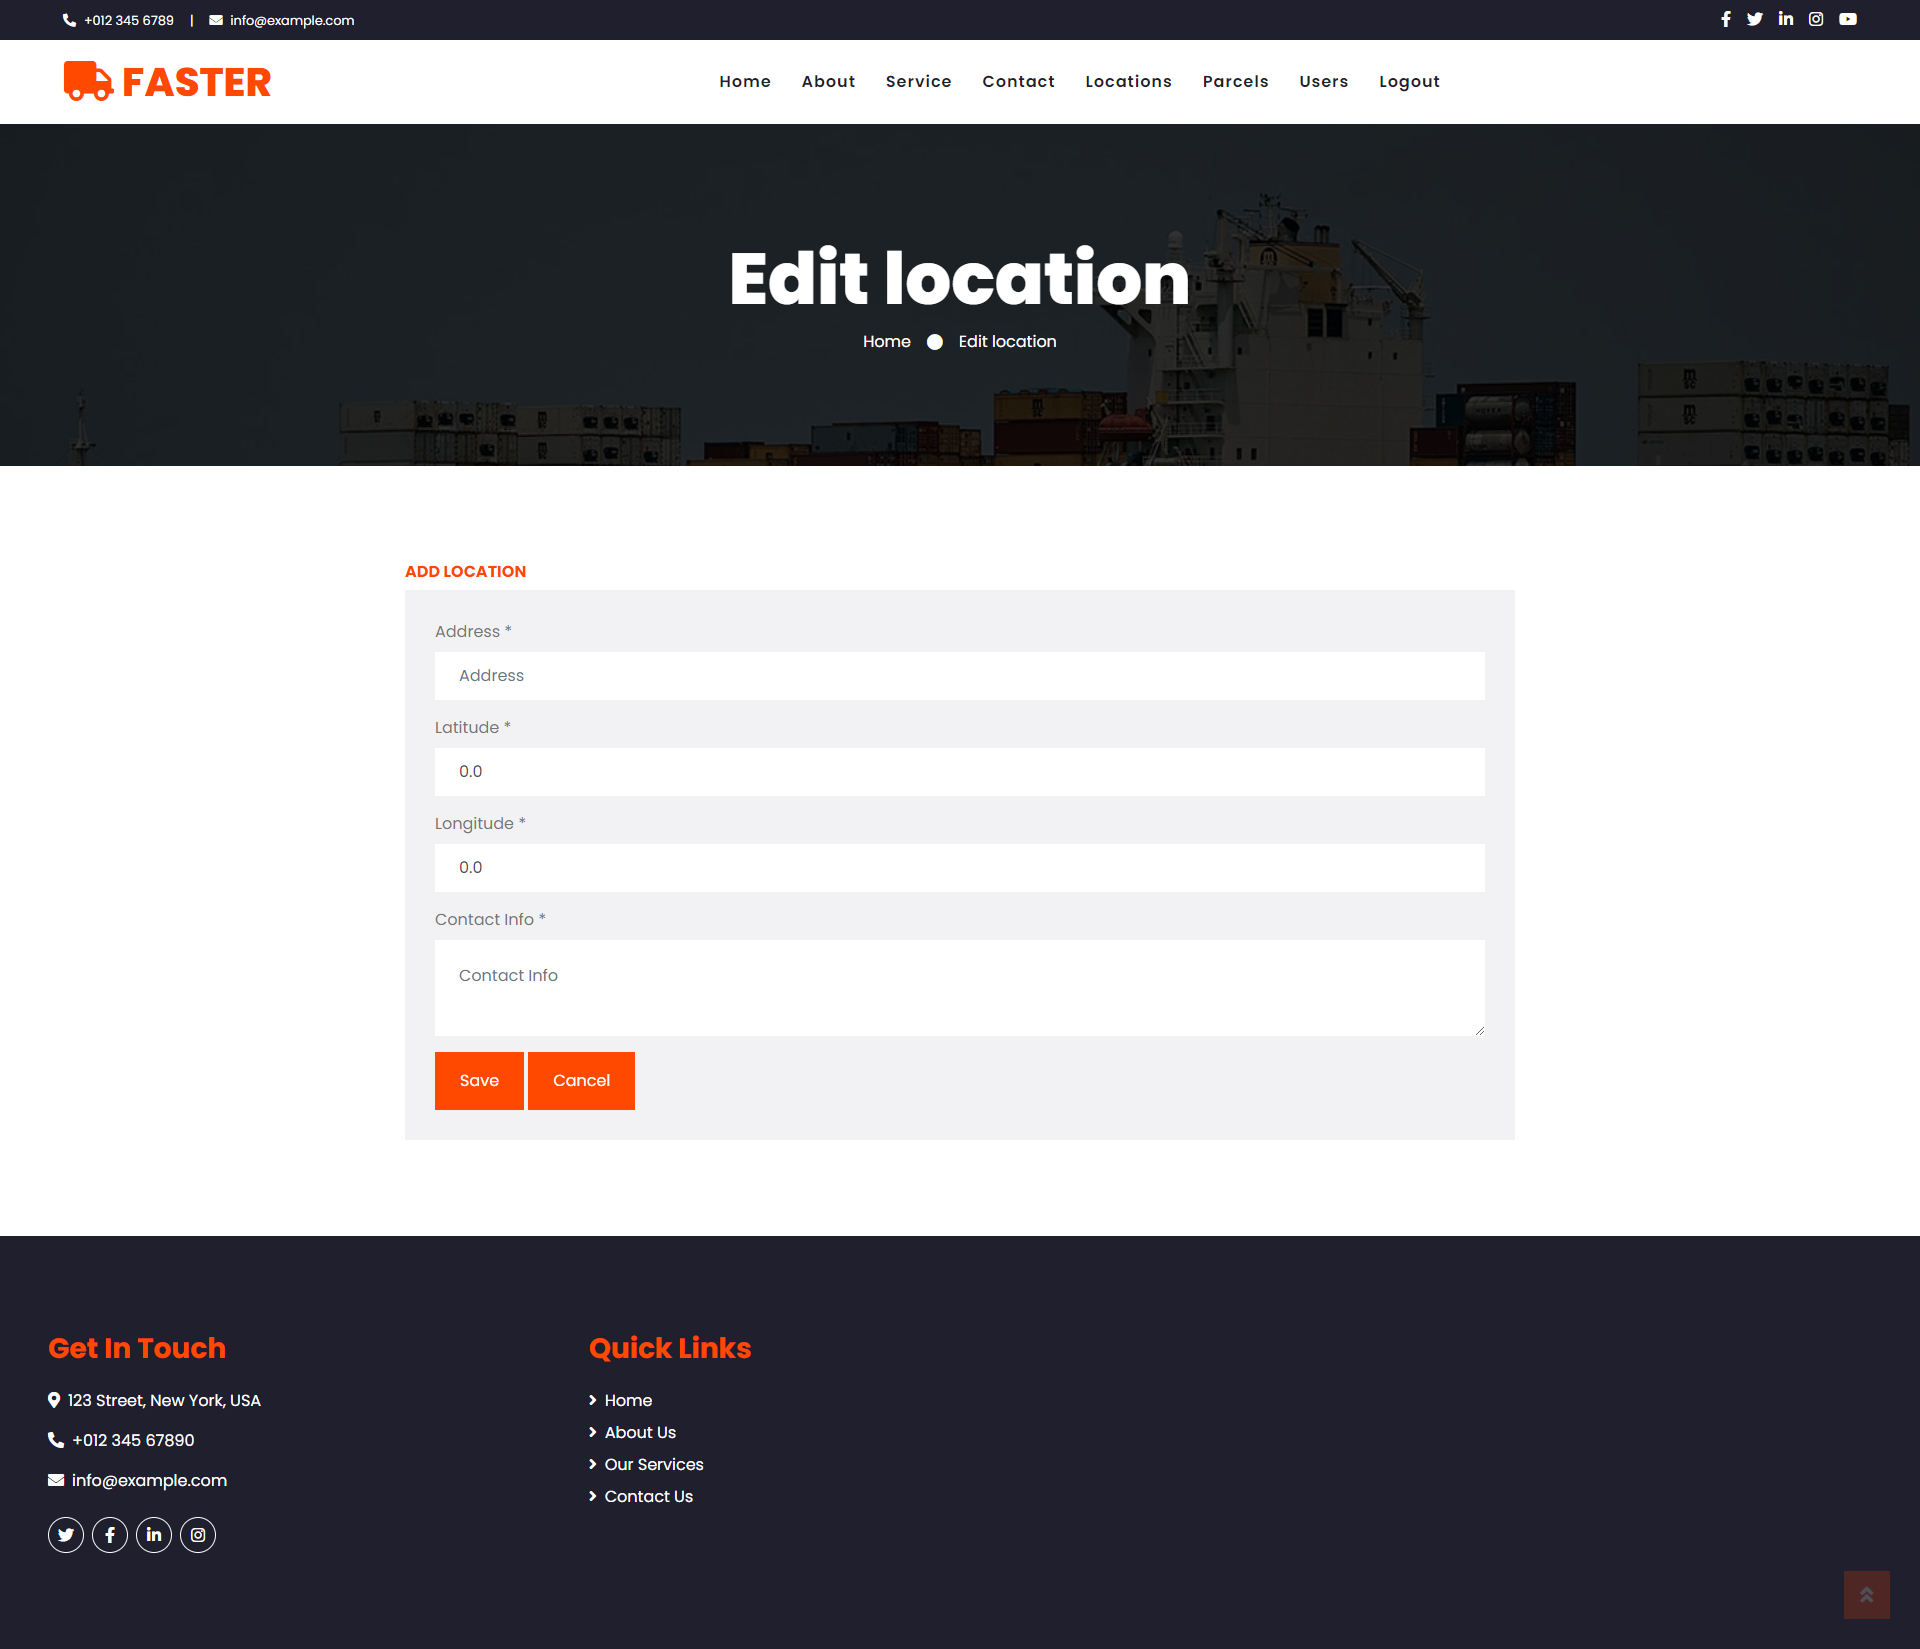 +012 345 6789 | info@example.com
FASTER
Home About Service Contact Locations Parcels Users Logout
Edit location
Home Edit location
ADD LOCATION
Address *
Address
Latitude *
0.0
Longitude *
0.0
Contact Info *
Contact Info
Save Cancel
Get In Touch
123 Street, New York, USA
+012 345 67890
info@example.com
Quick Links
Home
About Us
Our Services
Contact Us